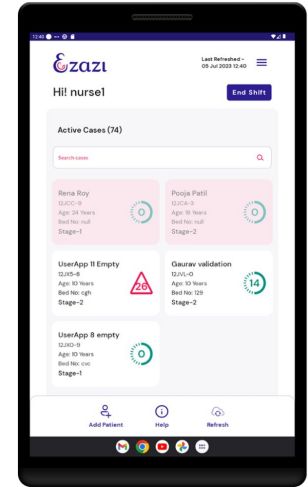 12:40
Ezazi
Last Refreshed -
05 Jul 2023 12:40
Hi! nurse1
End Shift
Active Cases (74)
Search cases
Rena Roy
12JCC-9
Age: 24 Years
Bed No: null
Stage-1
0
Pooja Patil
12JCA-3
Age: 18 Years
Bed No: null
Stage-2
0
UserApp 11 Empty
12JX5-8
Age: 10 Years
Bed No: cgh
Stage-2
26
Gaurav validation
12JVL-0
Age: 10 Years
Bed No: 129
Stage-2
14
UserApp 8 empty
12JX0-9
Age: 10 Years
Bed No: cvc
Stage-1
0
Add Patient
Help
Refresh